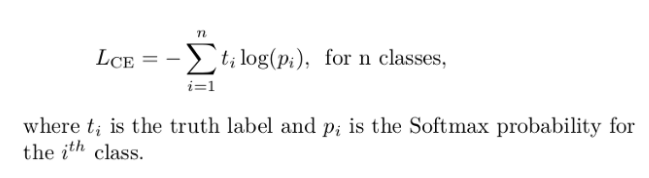 L_CE = − ∑_{i=1}^{n} t_i log(p_i), for n classes,
where t_i is the truth label and p_i is the Softmax probability for
the i^th class.